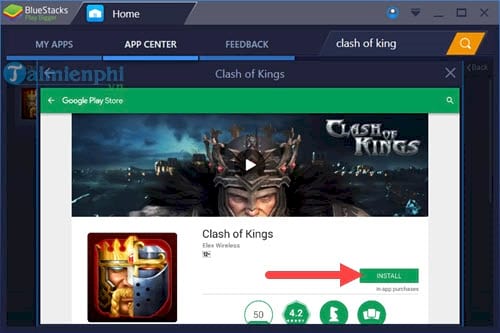 BlueStacks
Play Bigger
Home
MY APPS
APP CENTER
FEEDBACK
clash of king
Taimienphi
.vn
Clash of Kings
Back
Google Play Store
CLASH OF KINGS
Clash of Kings
Elex Wireless
12+
INSTALL
In-app purchases
50
4.2